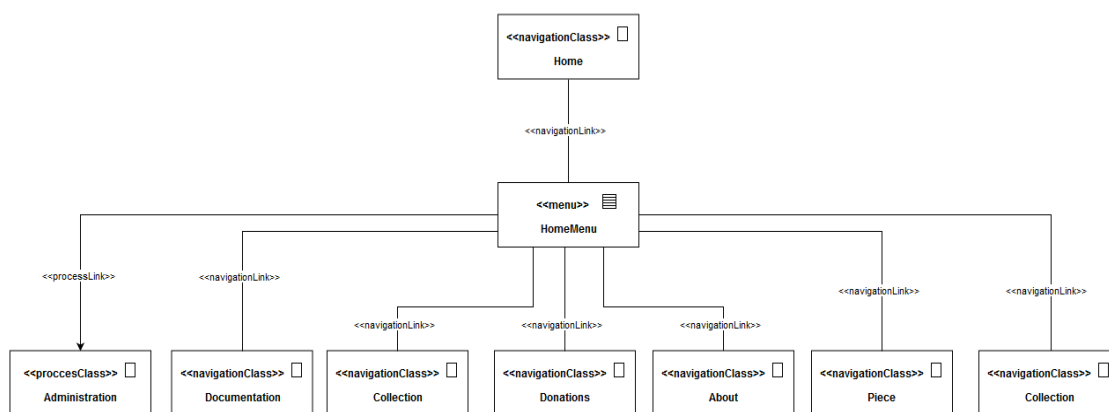 <<navigationClass>>
Home
<<navigationLink>>
<<menu>>
HomeMenu
<<processLink>>
<<navigationLink>>
<<navigationLink>>
<<navigationLink>>
<<navigationLink>>
<<navigationLink>>
<<navigationLink>>
<<proccesClass>>
Administration
<<navigationClass>>
Documentation
<<navigationClass>>
Collection
<<navigationClass>>
Donations
<<navigationClass>>
About
<<navigationClass>>
Piece
<<navigationClass>>
Collection